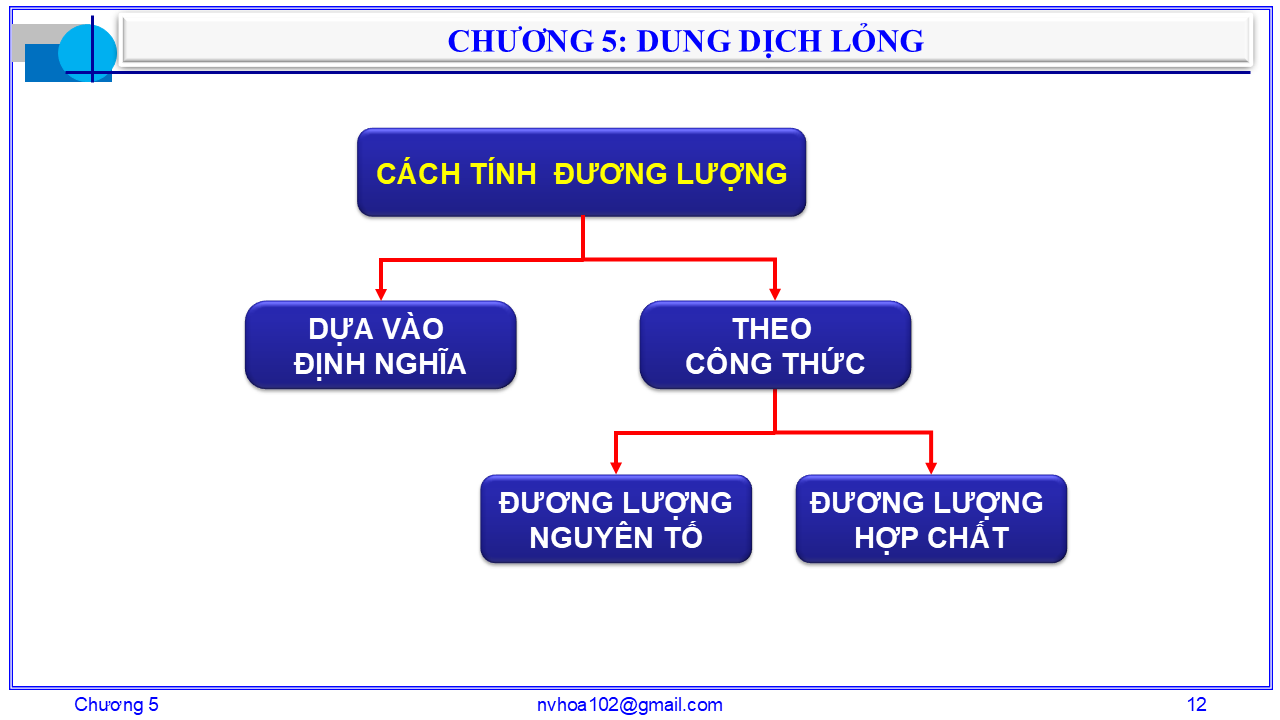 CHƯƠNG 5: DUNG DỊCH LỎNG
CÁCH TÍNH ĐƯƠNG LƯỢNG
DỰA VÀO
ĐỊNH NGHĨA
THEO
CÔNG THỨC
ĐƯƠNG LƯỢNG
NGUYÊN TỐ
ĐƯƠNG LƯỢNG
HỢP CHẤT
Chương 5
nvhoa102@gmail.com
12